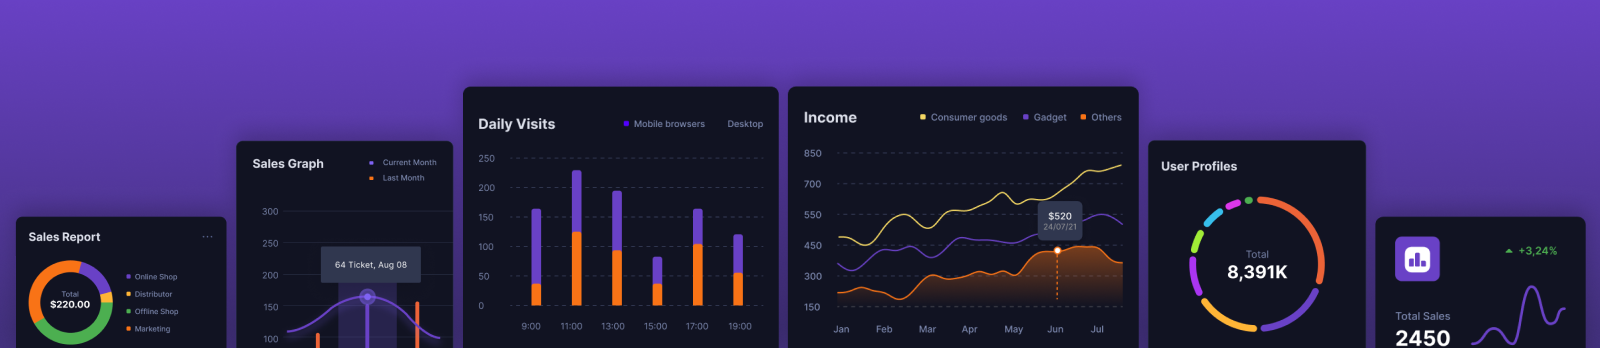 Sales Report
...
Total
$220.00
Online Shop
Distributor
Offline Shop
Marketing
Sales Graph
Current Month
Last Month
300
250
200
150
100
64 Ticket, Aug 08
Daily Visits
Mobile browsers Desktop
250
200
150
100
50
0
9:00 11:00 13:00 15:00 17:00 19:00
Income
Consumer goods Gadget Others
850
700
550
450
300
150
$520
24/07/21
Jan Feb Mar Apr May Jun Jul
User Profiles
Total
8,391K
+3,24%
Total Sales
2450